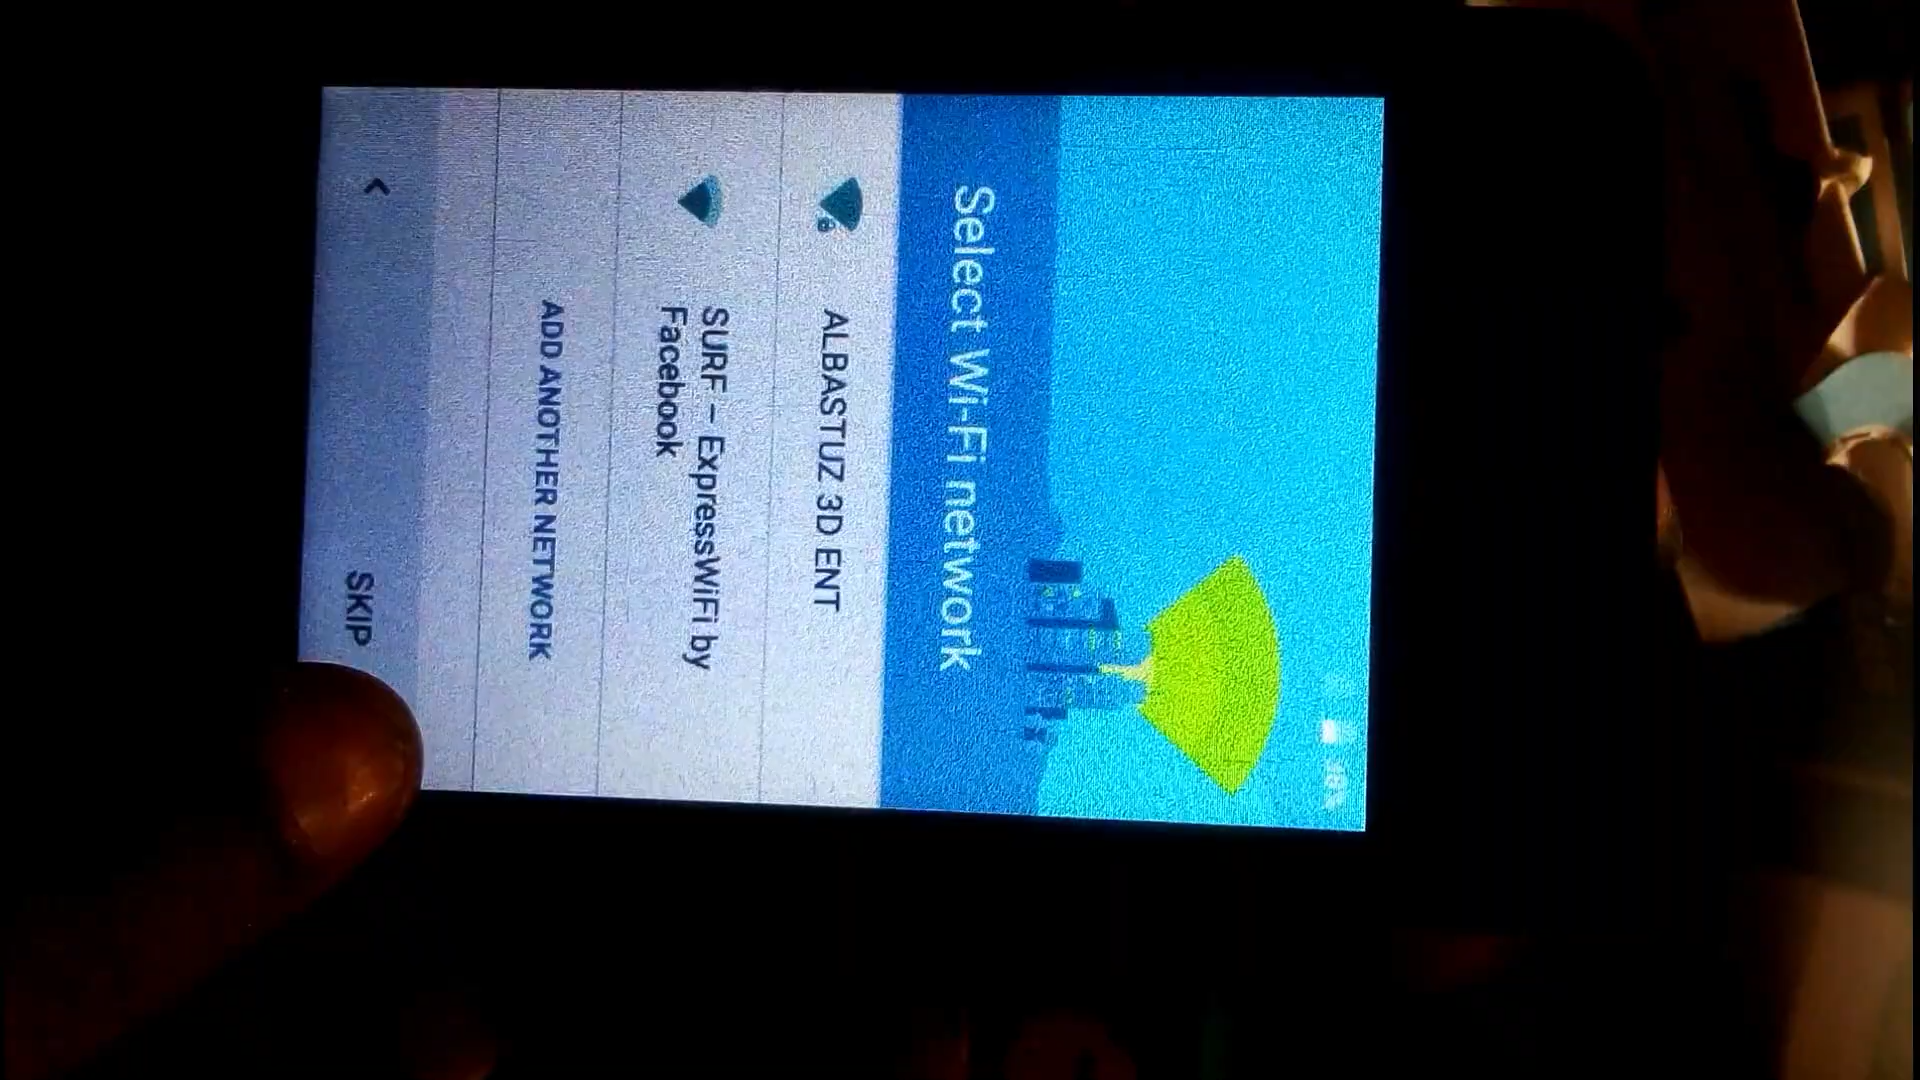 Select Wi-Fi network
ALBASTUZ 3D ENT
SURF – ExpressWiFi by
Facebook
ADD ANOTHER NETWORK
SKIP